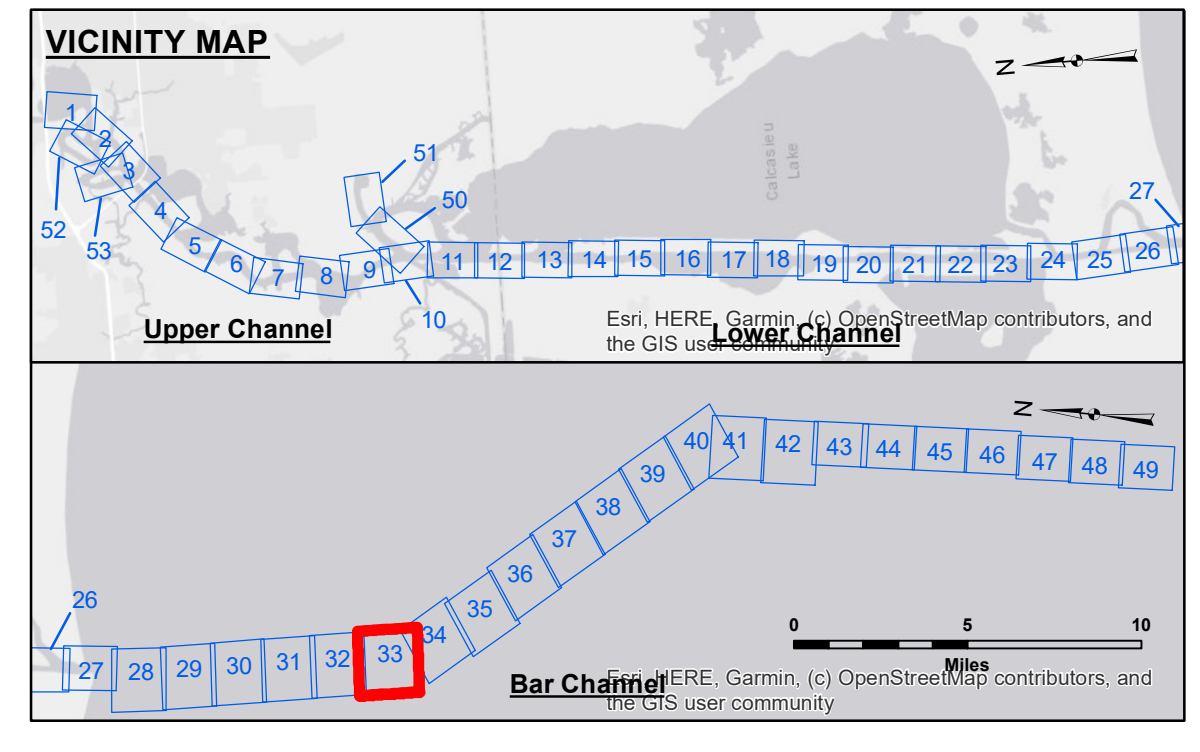 VICINITY MAP
N
Calcasieu
Lake
1
2
3
52
53
4
5
6
7
8
9
51
50
10
11 12 13 14 15 16 17 18 19 20 21 22 23 24 25 26
27
Upper Channel
Lower Channel
Esri, HERE, Garmin, (c) OpenStreetMap contributors, and
the GIS user community
N
26
27 28 29 30 31 32 33 34 35 36 37 38 39 40 41 42 43 44 45 46 47 48 49
0 5 10
Miles
Bar Channel
Esri, HERE, Garmin, (c) OpenStreetMap contributors, and
the GIS user community